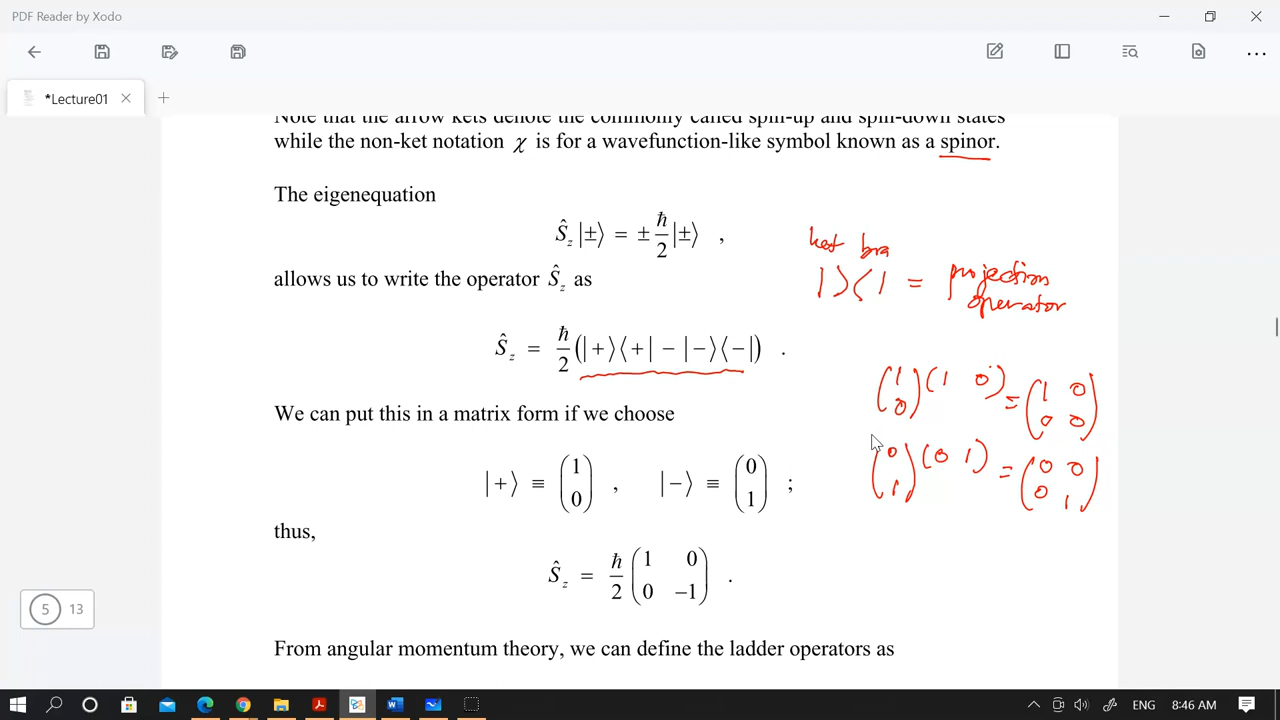 PDF Reader by Xodo
*Lecture01
Note that the arrow kets denote the commonly called spin-up and spin-down states
while the non-ket notation χ is for a wavefunction-like symbol known as a spinor.
The eigenequation
Ŝz |±⟩ = ± ħ/2 |±⟩ ,
ket bra
| ⟩⟨ | = projection
operator
allows us to write the operator Ŝz as
Ŝz = ħ/2 (|+⟩⟨+| − |−⟩⟨−|) .
(1 0) (1 0) = (1 0
0 0)
We can put this in a matrix form if we choose
(0 1) (0 1) = (0 0
0 1)
|+⟩ ≡ (1 0) , |−⟩ ≡ (0 1) ;
thus,
Ŝz = ħ/2 (1 0
0 −1) .
5 13
From angular momentum theory, we can define the ladder operators as
ENG 8:46 AM